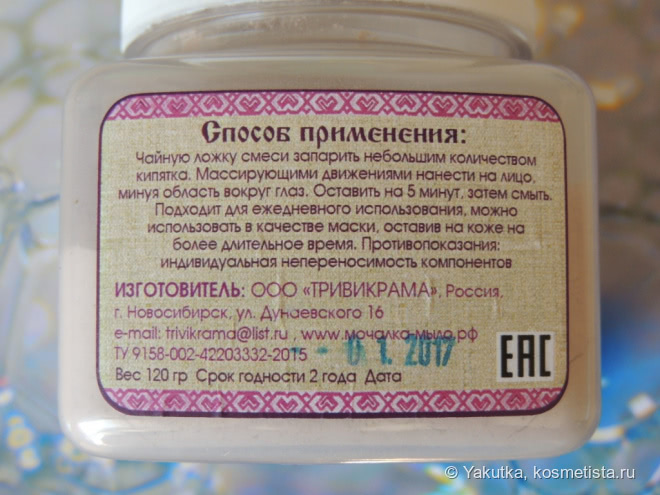 Способ применения:
Чайную ложку смеси запарить небольшим количеством
кипятка. Массирующими движениями нанести на лицо,
минуя область вокруг глаз. Оставить на 5 минут, затем смыть.
Подходит для ежедневного использования, можно
использовать в качестве маски, оставив на коже на
более длительное время. Противопоказания:
индивидуальная непереносимость компонентов
ИЗГОТОВИТЕЛЬ: ООО «ТРИВИКРАМА», Россия,
г. Новосибирск, ул. Дунаевского 16
e-mail: trivikrama@list.ru , www.мочалка-мыло.рф
ТУ 9158-002-42203332-2015
2017
EAC
Вес 120 гр Срок годности 2 года Дата
© Yakutka, kosmetista.ru